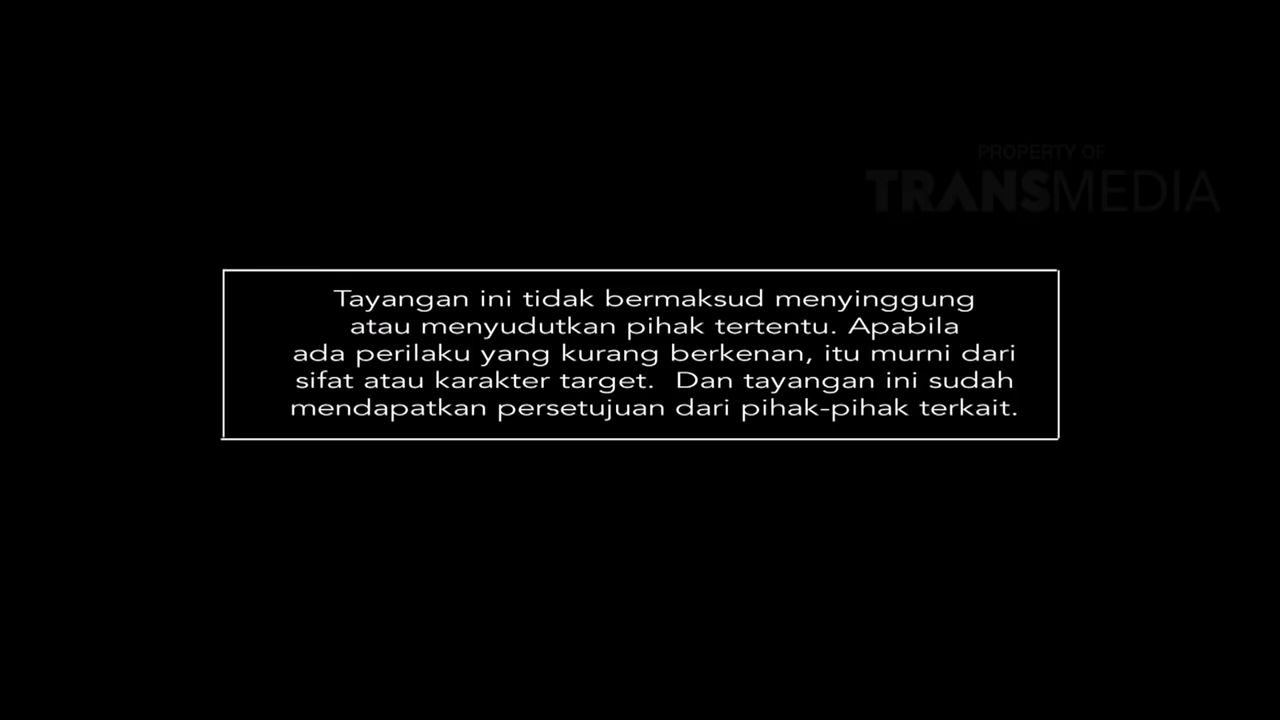 PROPERTY OF
TRANSMEDIA
Tayangan ini tidak bermaksud menyinggung
atau menyudutkan pihak tertentu. Apabila
ada perilaku yang kurang berkenan, itu murni dari
sifat atau karakter target.  Dan tayangan ini sudah
mendapatkan persetujuan dari pihak-pihak terkait.